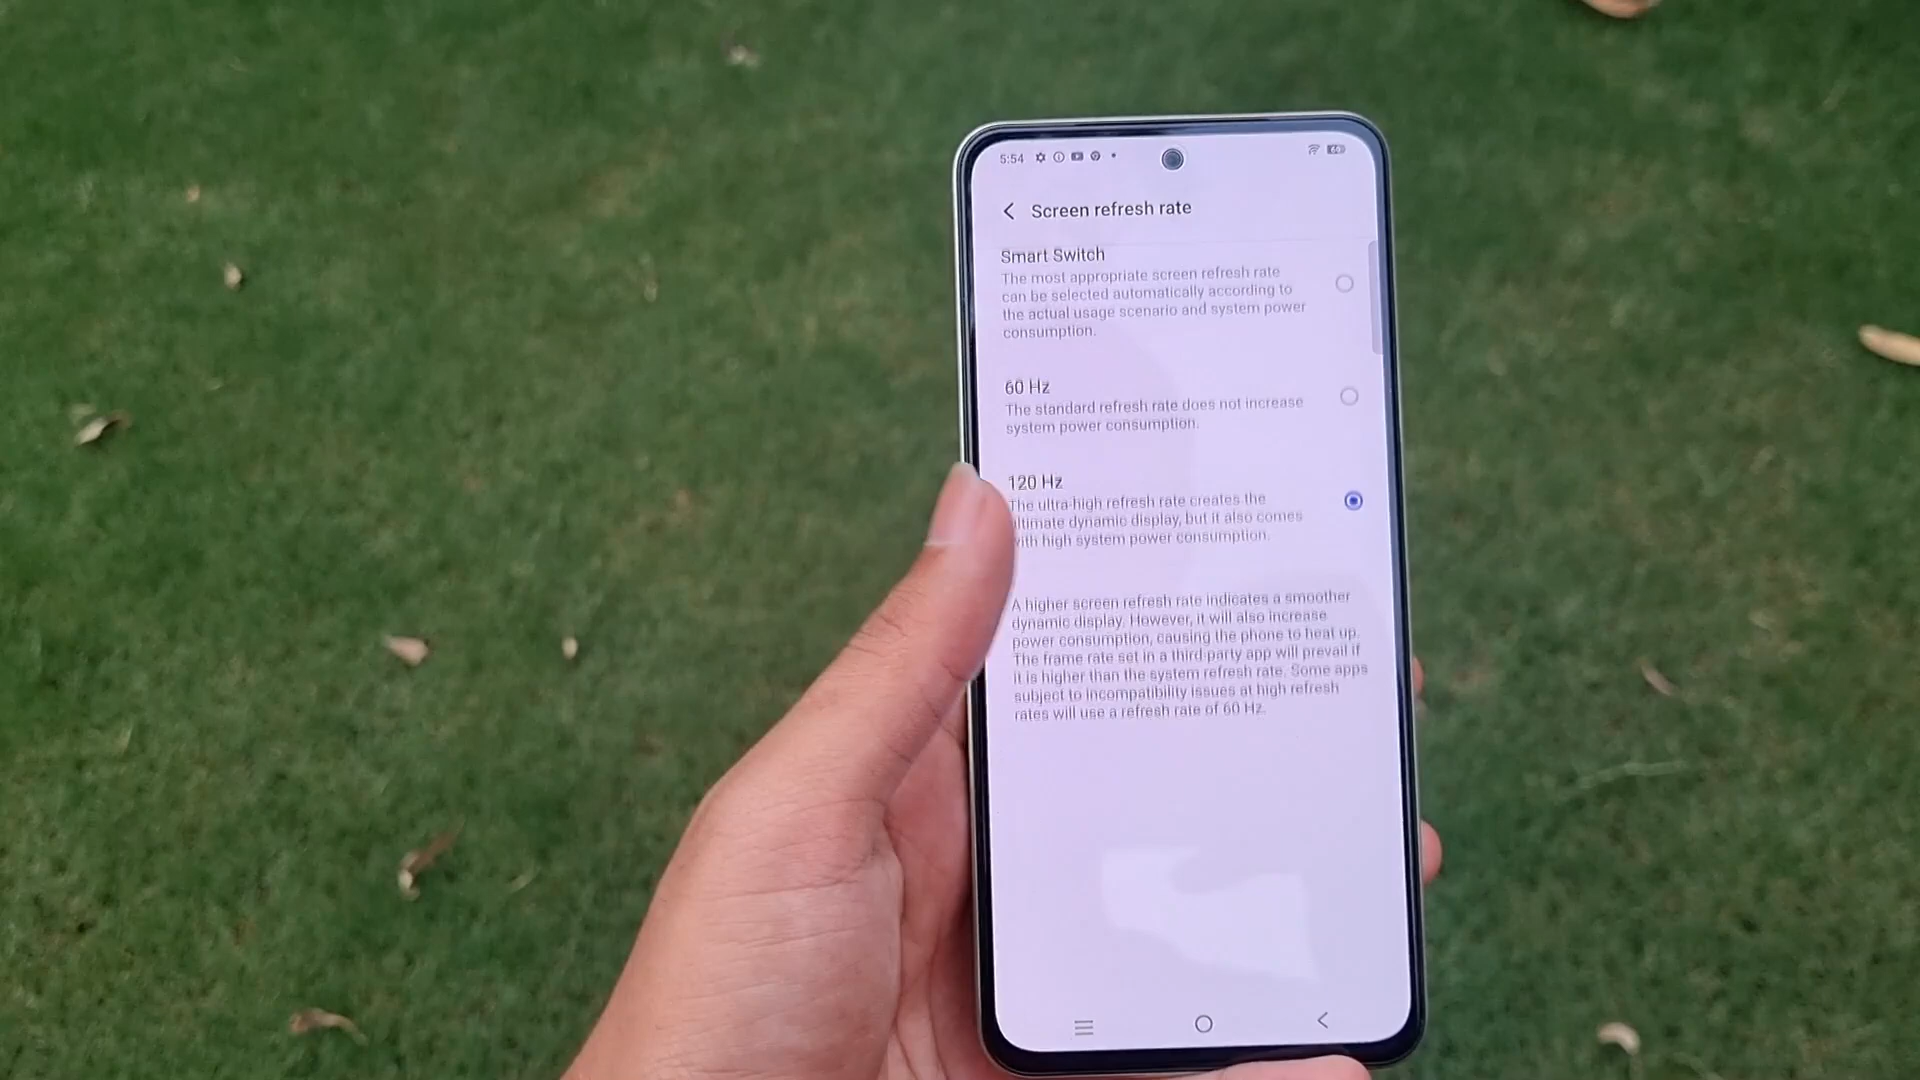 5:54
Screen refresh rate
Smart Switch
The most appropriate screen refresh rate
can be selected automatically according to
the actual usage scenario and system power
consumption.
60 Hz
The standard refresh rate does not increase
system power consumption.
120 Hz
The ultra-high refresh rate creates the
ultimate dynamic display, but it also comes
with high system power consumption.
A higher screen refresh rate indicates a smoother
dynamic display. However, it will also increase
power consumption, causing the phone to heat up.
The frame rate set in a third-party app will prevail if
it is higher than the system refresh rate. Some apps
subject to incompatibility issues at high refresh
rates will use a refresh rate of 60 Hz.